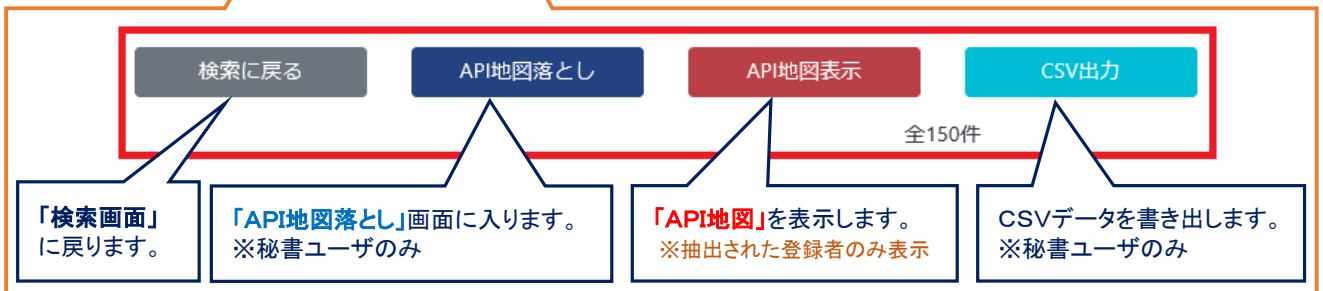 検索に戻る
API地図落とし
API地図表示
CSV出力
全150件
「検索画面」
に戻ります。
「API地図落とし」画面に入ります。
※秘書ユーザのみ
「API地図」を表示します。
※抽出された登録者のみ表示
CSVデータを書き出します。
※秘書ユーザのみ